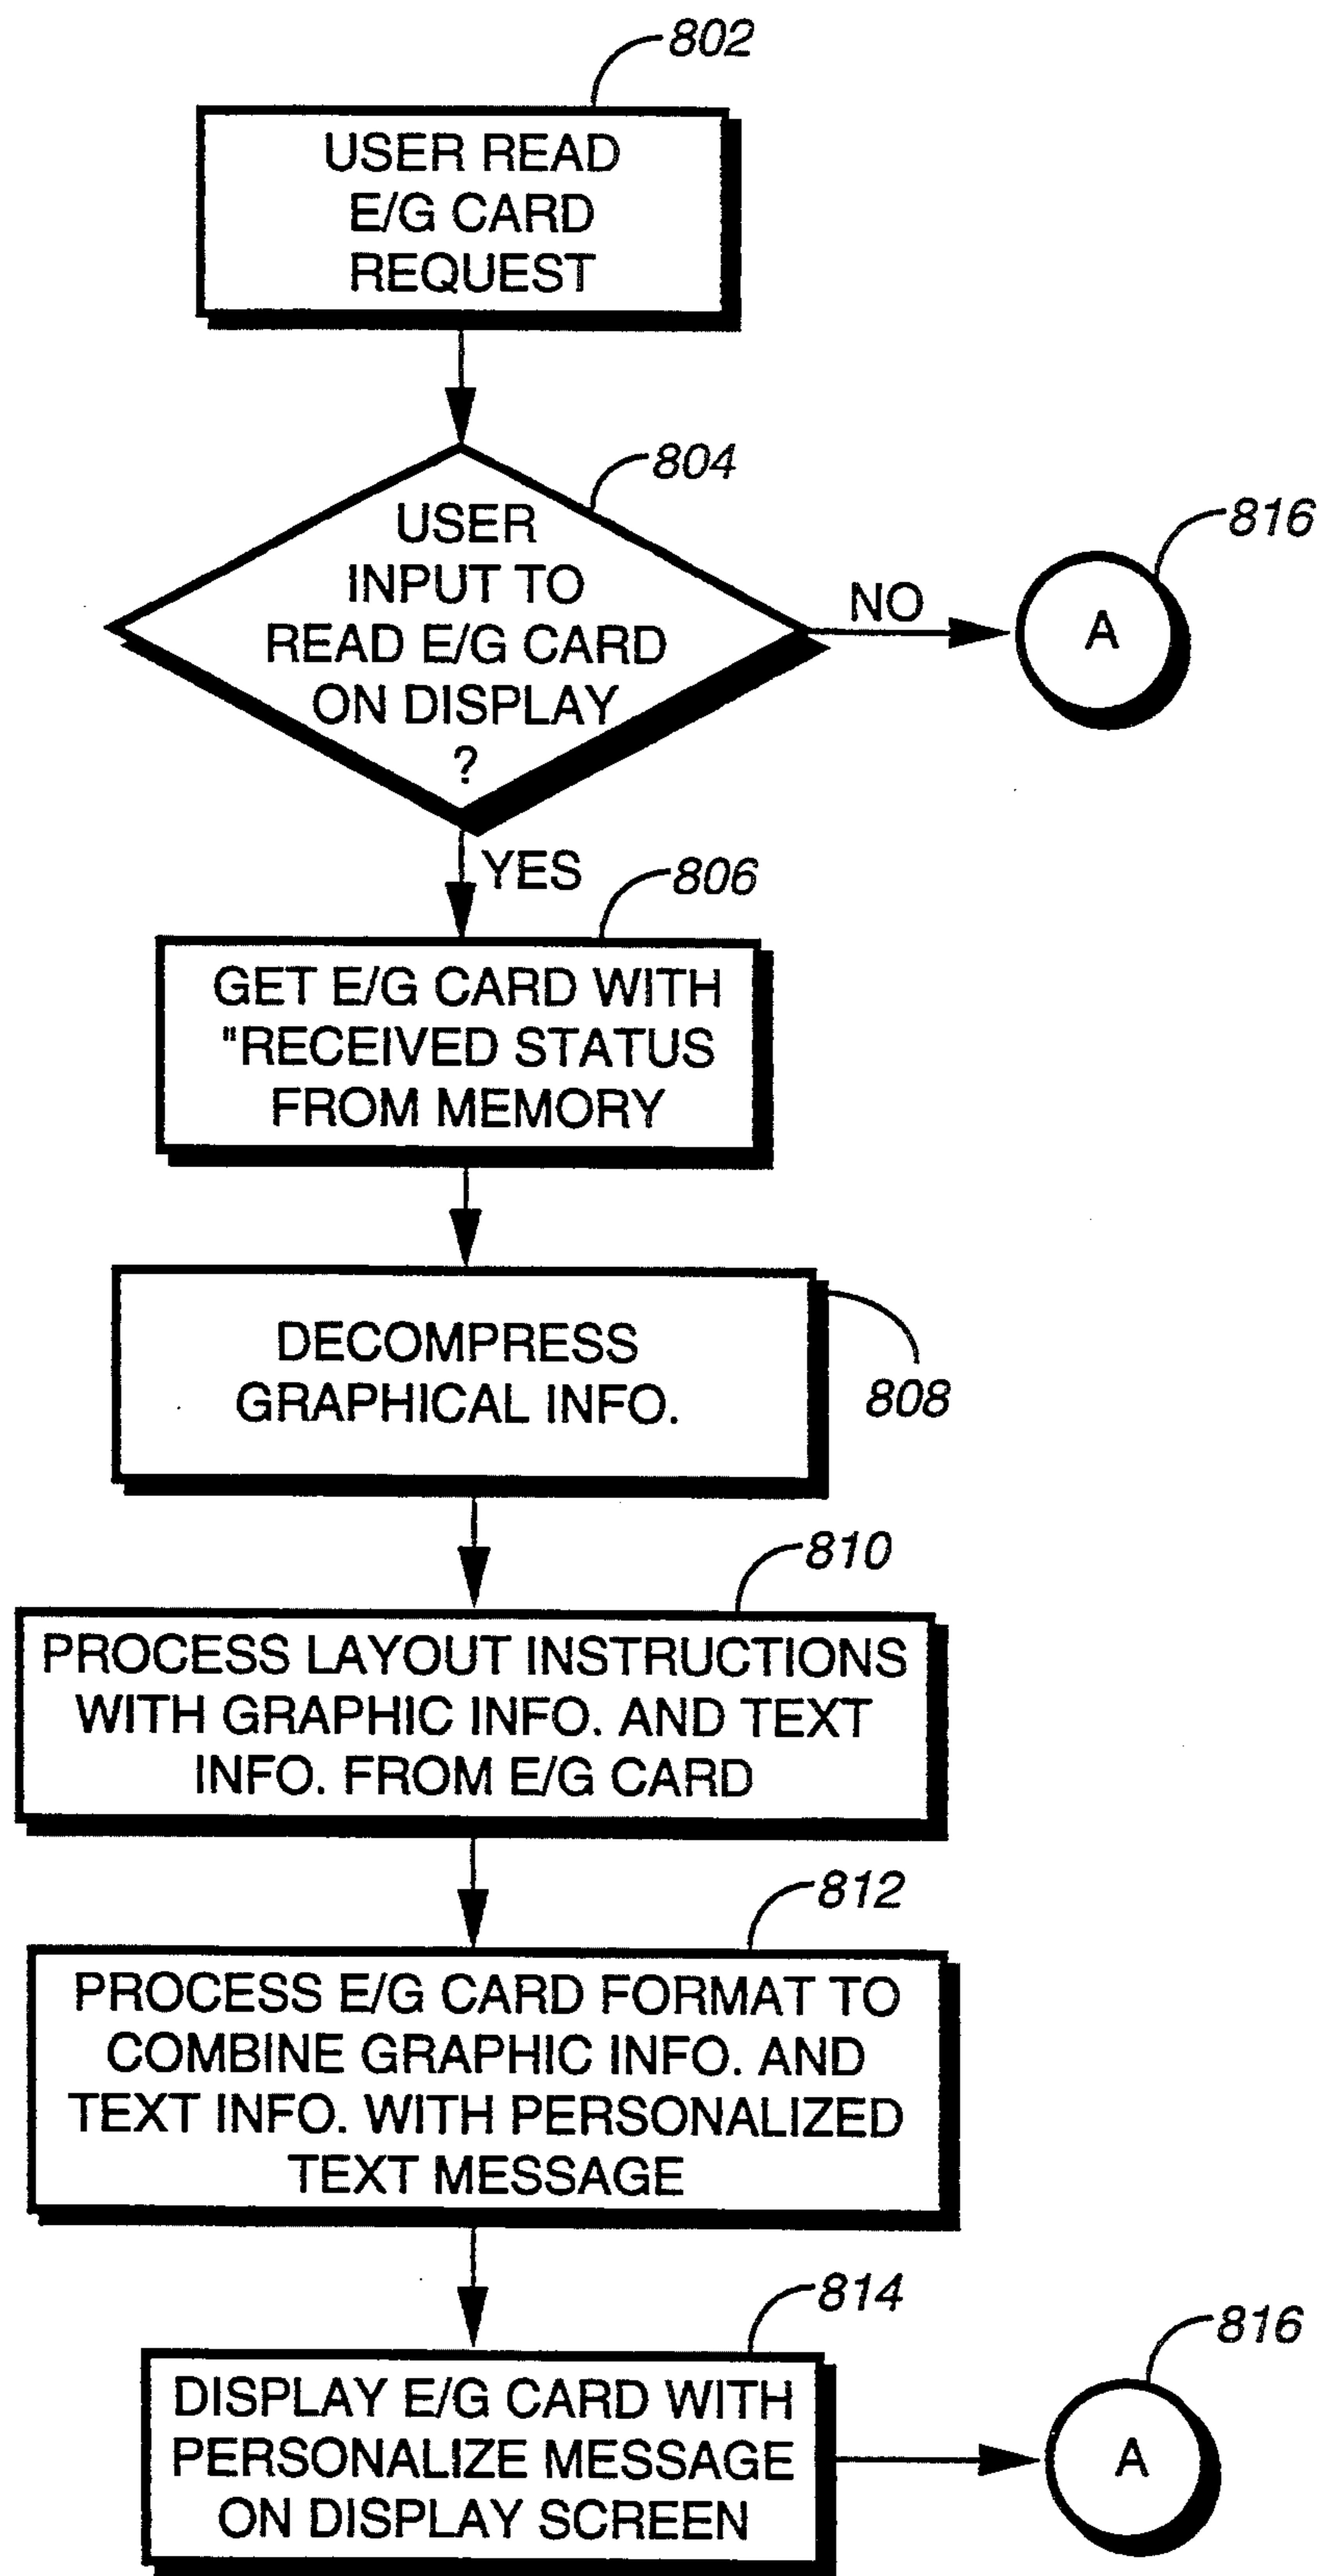 802
USER READ
E/G CARD
REQUEST
804
USER
INPUT TO
READ E/G CARD
ON DISPLAY
?
NO
816
A
YES
806
GET E/G CARD WITH
"RECEIVED STATUS
FROM MEMORY
DECOMPRESS
GRAPHICAL INFO.
808
810
PROCESS LAYOUT INSTRUCTIONS
WITH GRAPHIC INFO. AND TEXT
INFO. FROM E/G CARD
812
PROCESS E/G CARD FORMAT TO
COMBINE GRAPHIC INFO. AND
TEXT INFO. WITH PERSONALIZED
TEXT MESSAGE
814
DISPLAY E/G CARD WITH
PERSONALIZE MESSAGE
ON DISPLAY SCREEN
816
A